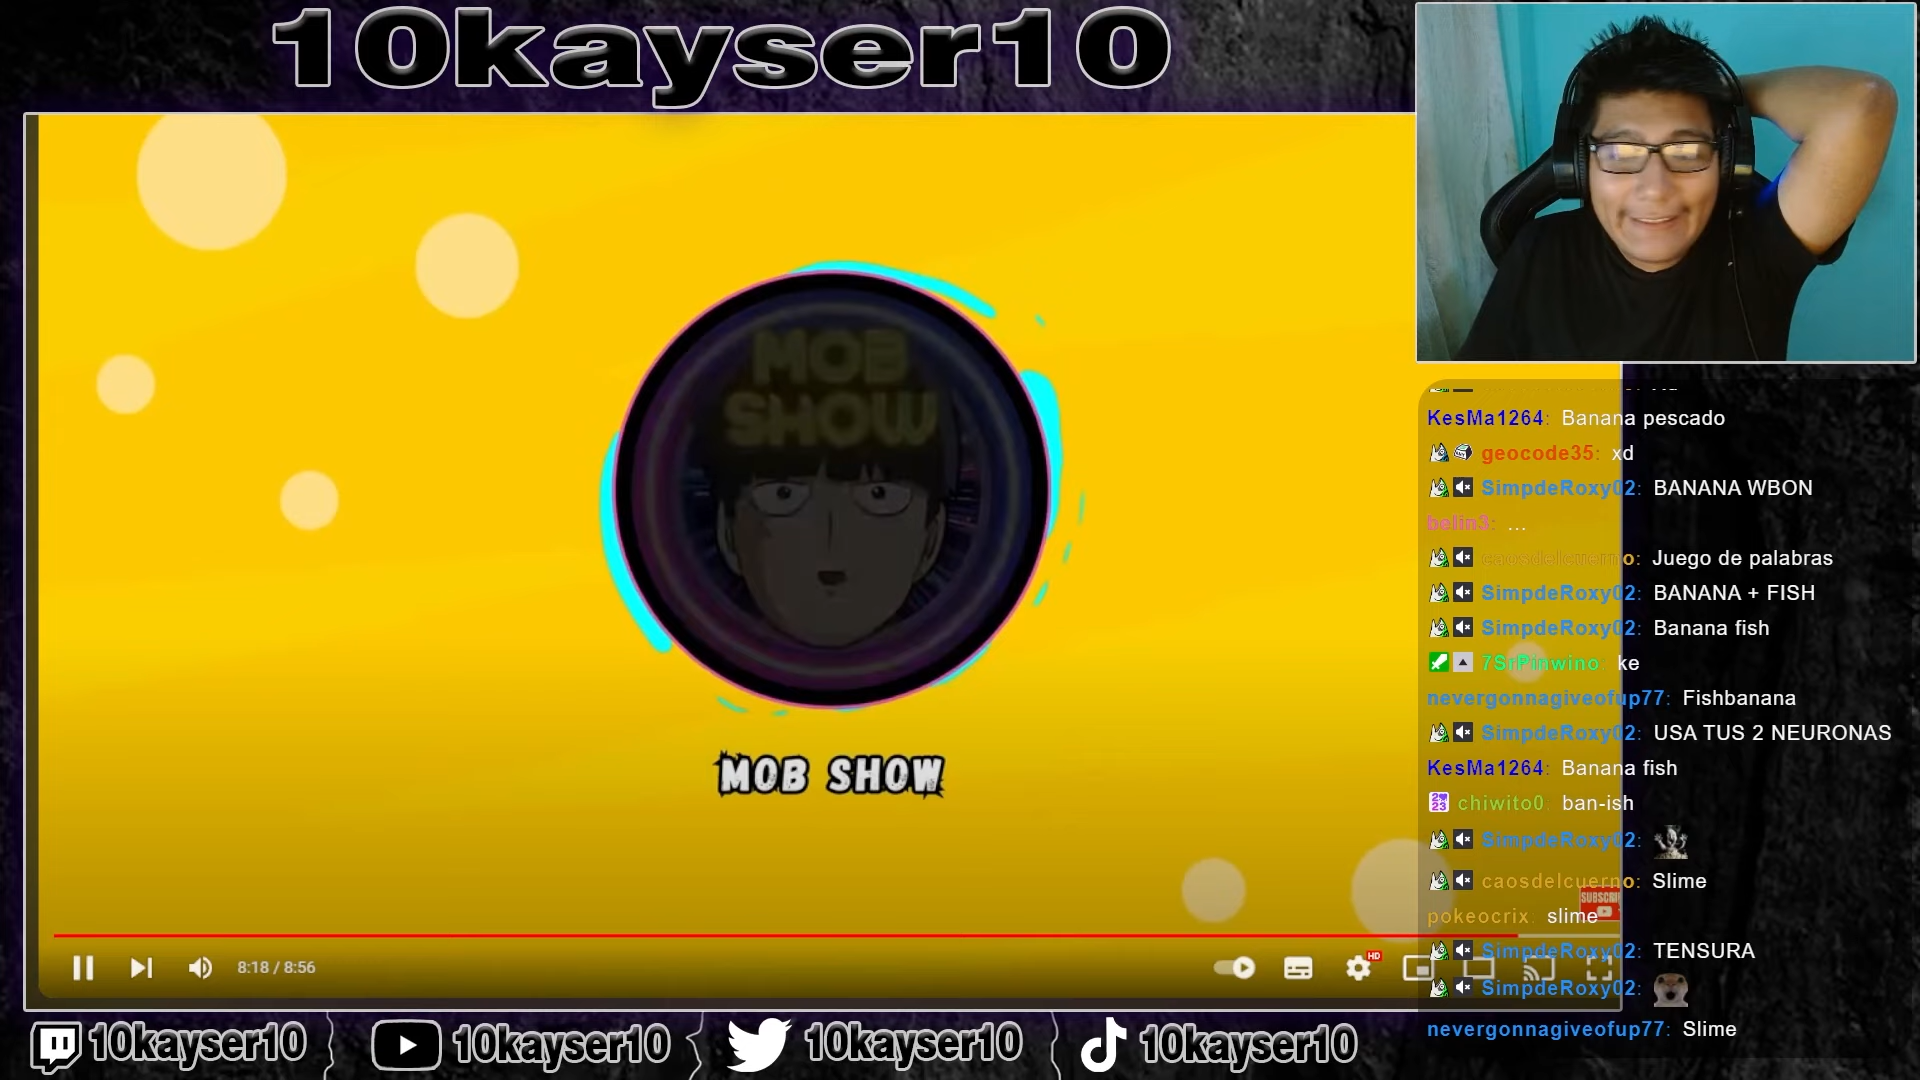 10kayser10
MOB
SHOW
MOB SHOW
8:18 / 8:56
HD
KesMa1264: Banana pescado
geocode35: xd
SimpdeRoxy02: BANANA WBON
belin3: ...
caosdelcuerno: Juego de palabras
SimpdeRoxy02: BANANA + FISH
SimpdeRoxy02: Banana fish
7SrPinwino: ke
nevergonnagiveofup77: Fishbanana
SimpdeRoxy02: USA TUS 2 NEURONAS
KesMa1264: Banana fish
chiwito0: ban-ish
SimpdeRoxy02:
caosdelcuerno: Slime
pokeocrix: slime
SimpdeRoxy02: TENSURA
SimpdeRoxy02:
nevergonnagiveofup77: Slime
10kayser10
10kayser10
10kayser10
10kayser10